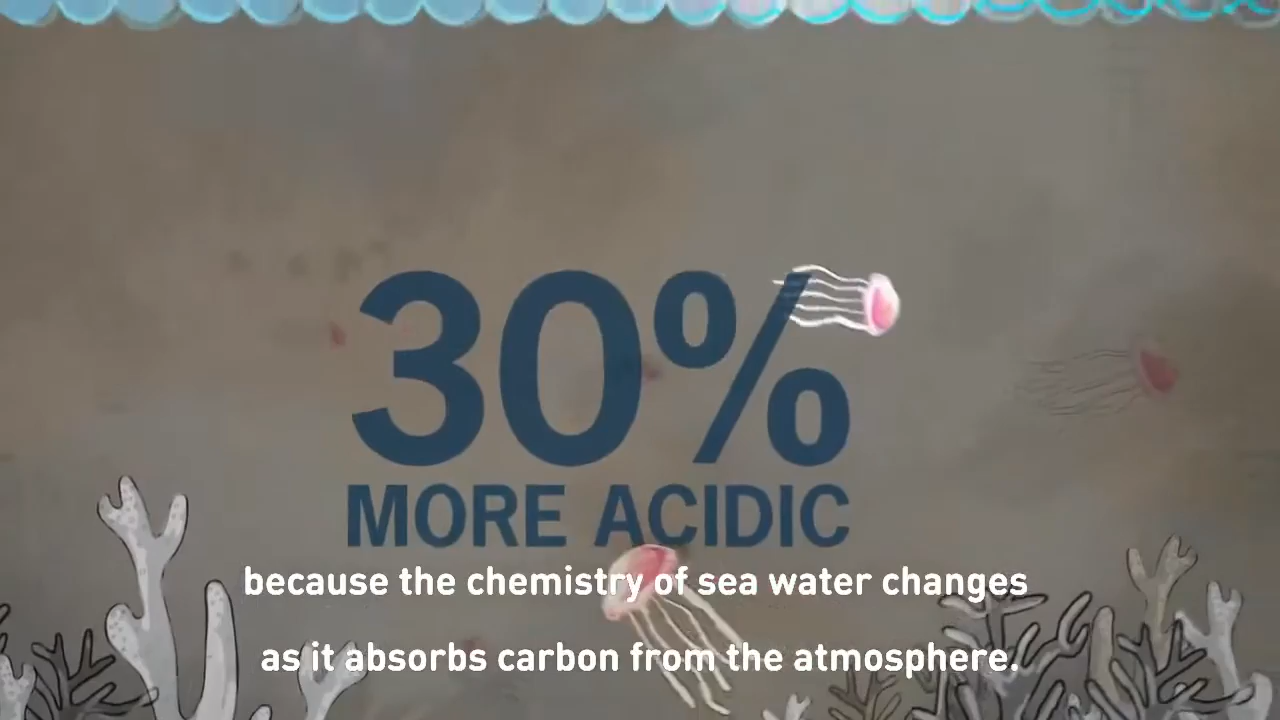 30%
MORE ACIDIC
because the chemistry of sea water changes
as it absorbs carbon from the atmosphere.